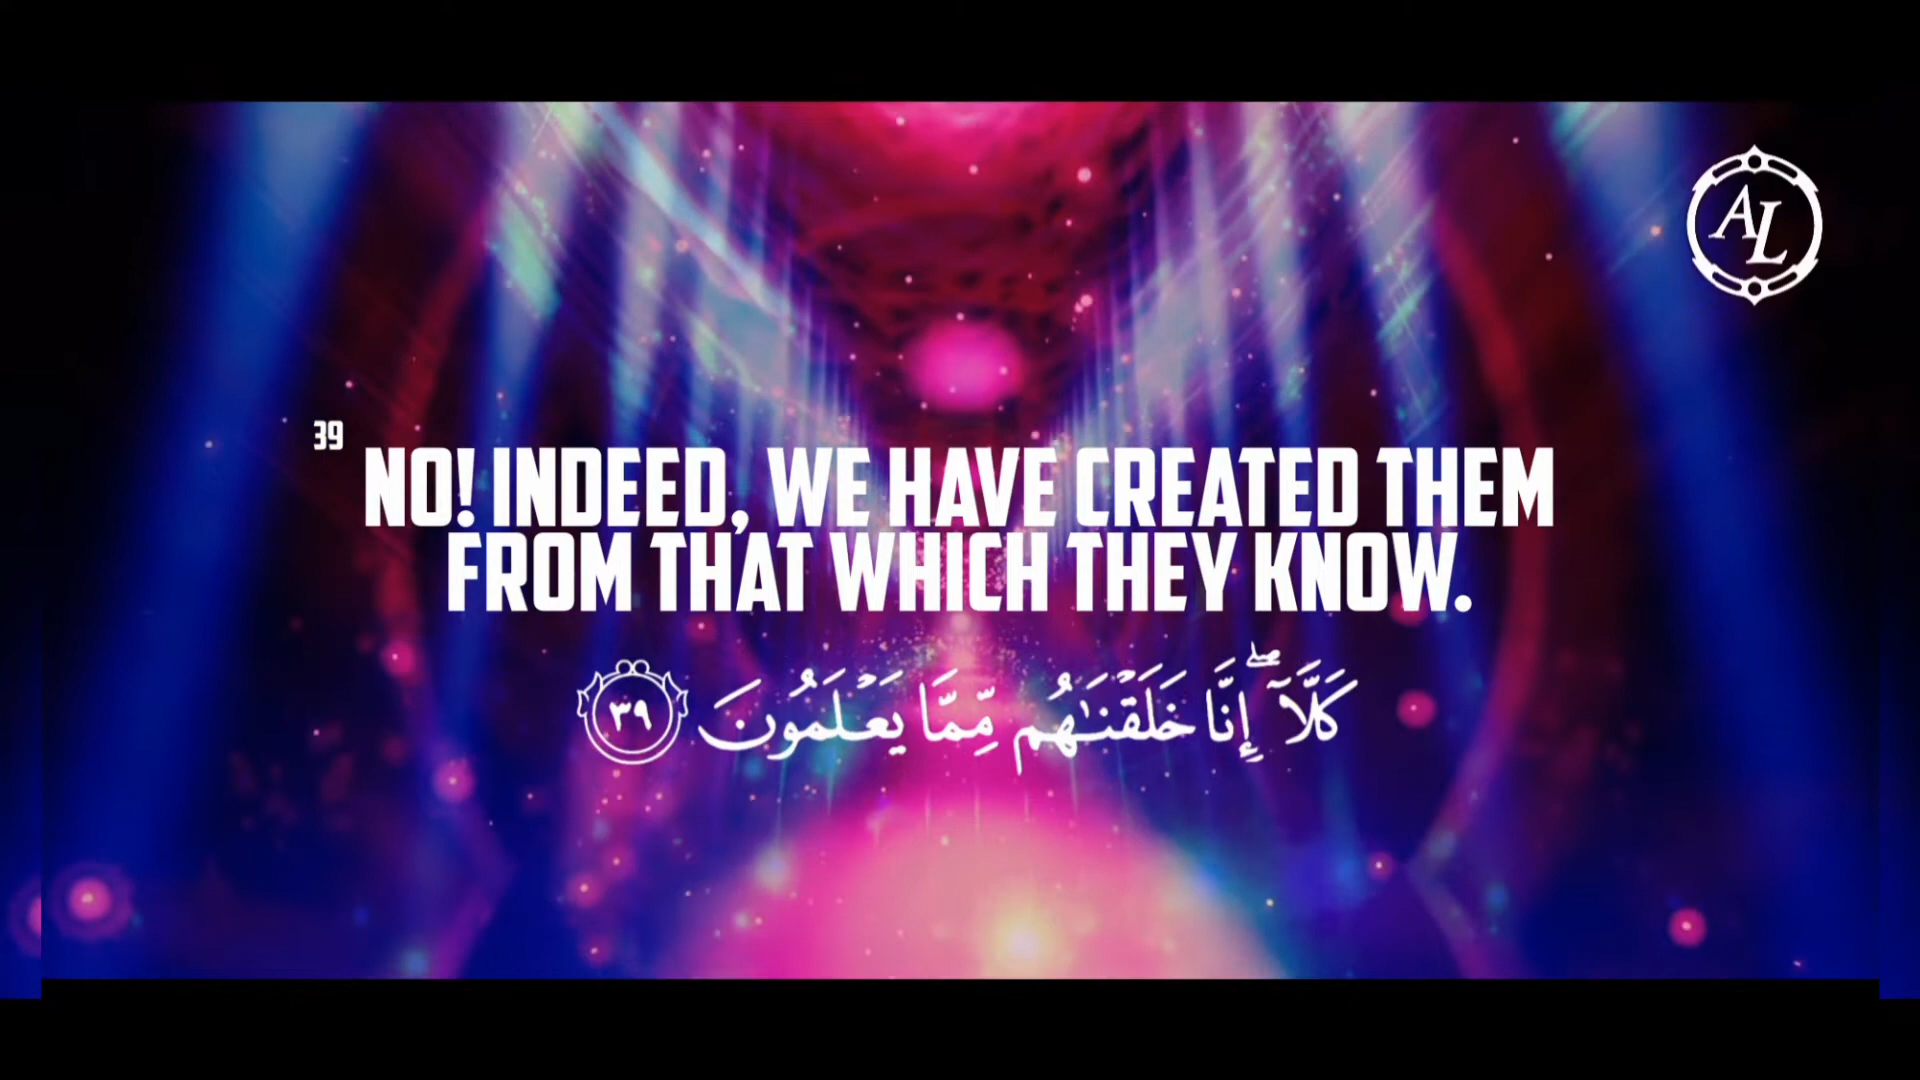 AL
39
NO! INDEED, WE HAVE CREATED THEM
FROM THAT WHICH THEY KNOW.
كَلَّآ ۖ إِنَّا خَلَقْنَٰهُم مِّمَّا يَعْلَمُونَ ٣٩